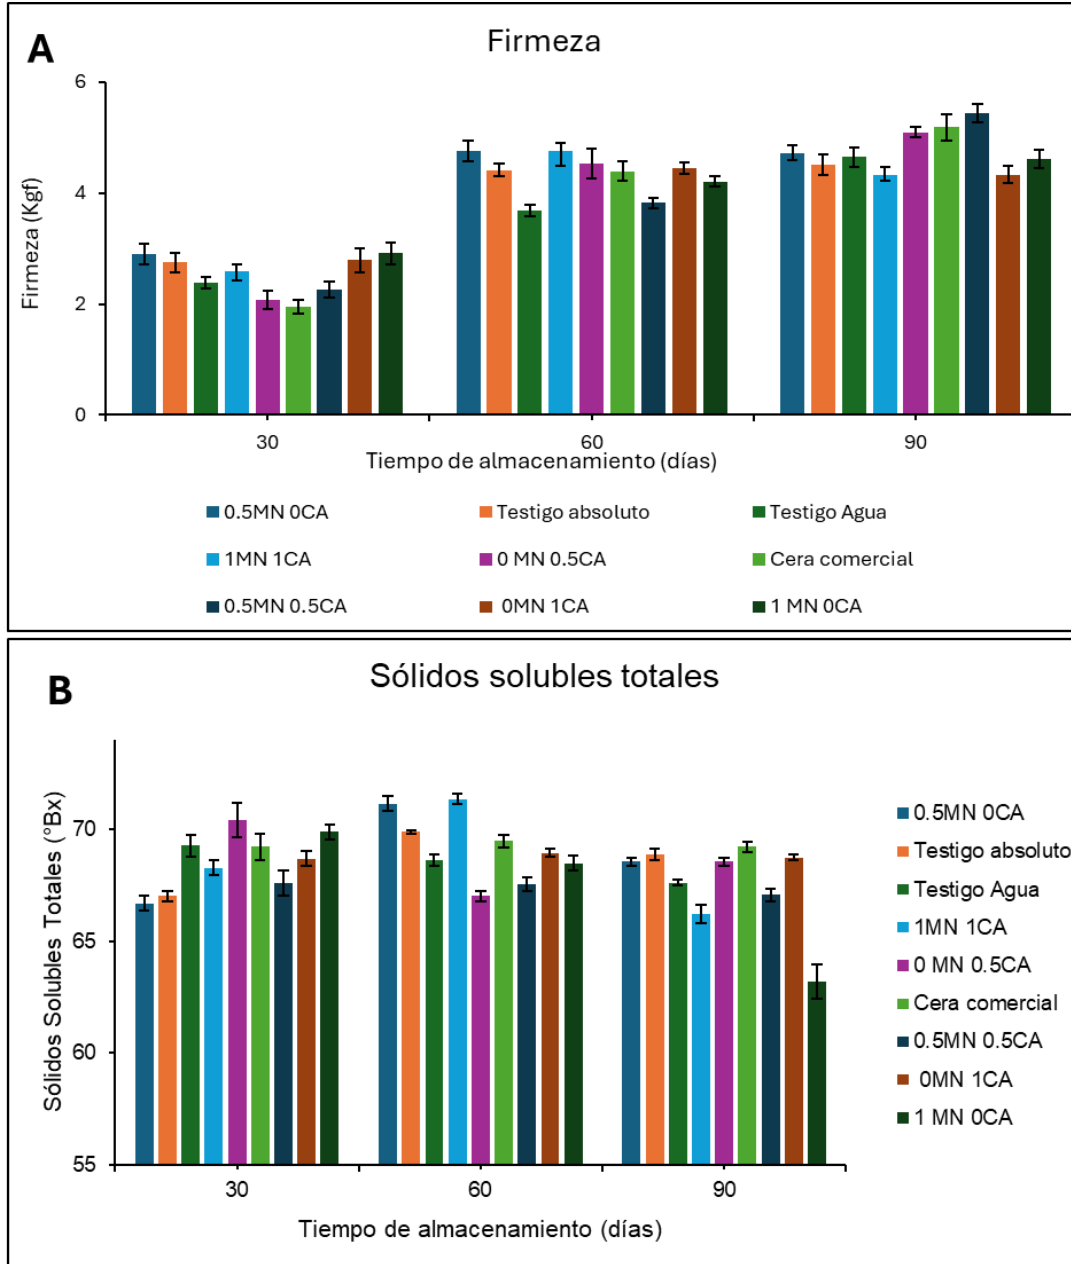 A
Firmeza
6
4
2
0
Firmeza (Kgf)
30 60 90
Tiempo de almacenamiento (días)
0.5MN 0CA Testigo absoluto Testigo Agua
1MN 1CA 0 MN 0.5CA Cera comercial
0.5MN 0.5CA 0MN 1CA 1 MN 0CA
B
Sólidos solubles totales
70
65
60
55
Sólidos Solubles Totales (°Bx)
30 60 90
Tiempo de almacenamiento (días)
0.5MN 0CA
Testigo absoluto
Testigo Agua
1MN 1CA
0 MN 0.5CA
Cera comercial
0.5MN 0.5CA
0MN 1CA
1 MN 0CA